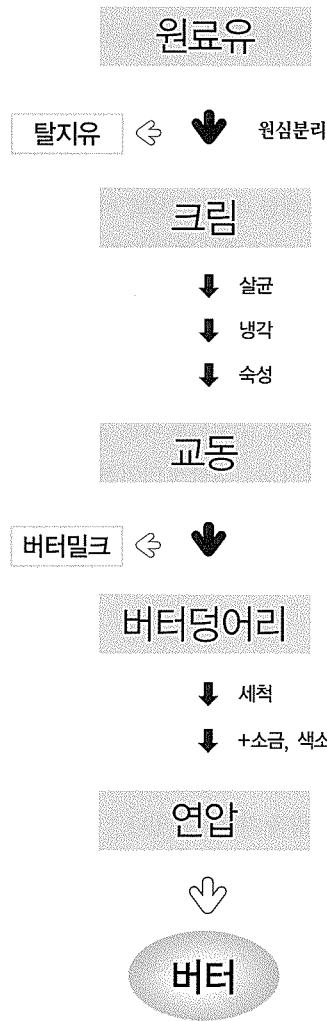 원료유
탈지유
원심분리
크림
살균
냉각
숙성
교동
버터밀크
버터덩어리
세척
+소금, 색소
연압
버터